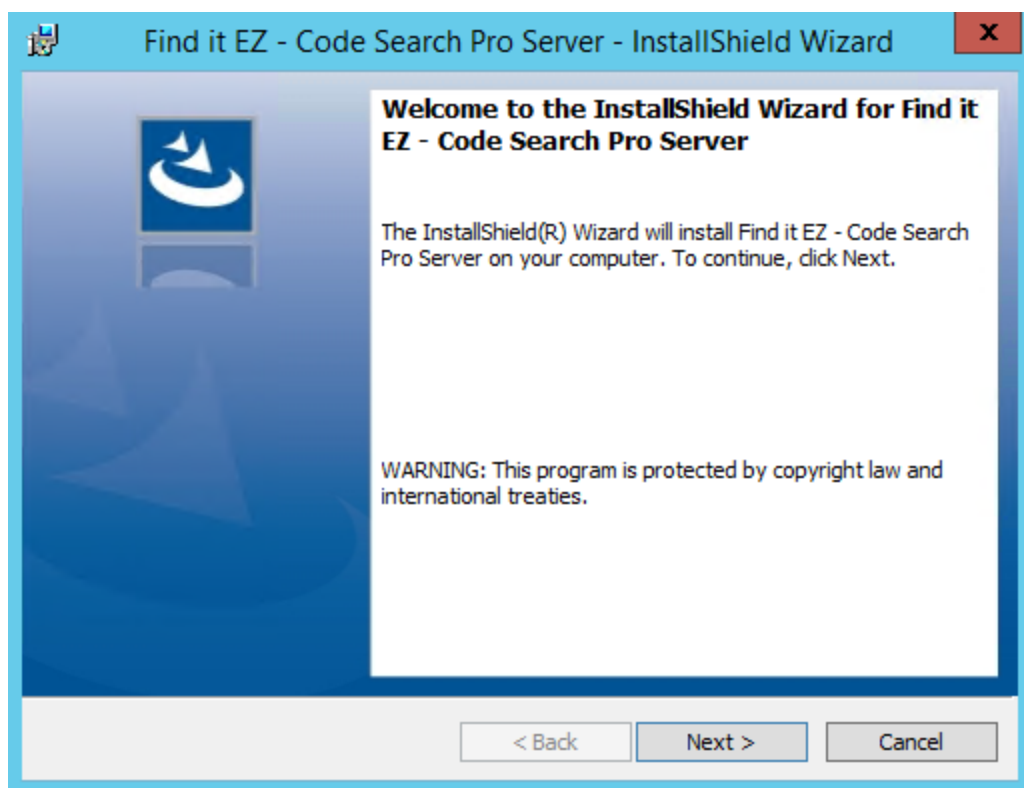 Find it EZ - Code Search Pro Server - InstallShield Wizard
x
Welcome to the InstallShield Wizard for Find it
EZ - Code Search Pro Server
The InstallShield(R) Wizard will install Find it EZ - Code Search
Pro Server on your computer. To continue, click Next.
WARNING: This program is protected by copyright law and
international treaties.
< Back
Next >
Cancel